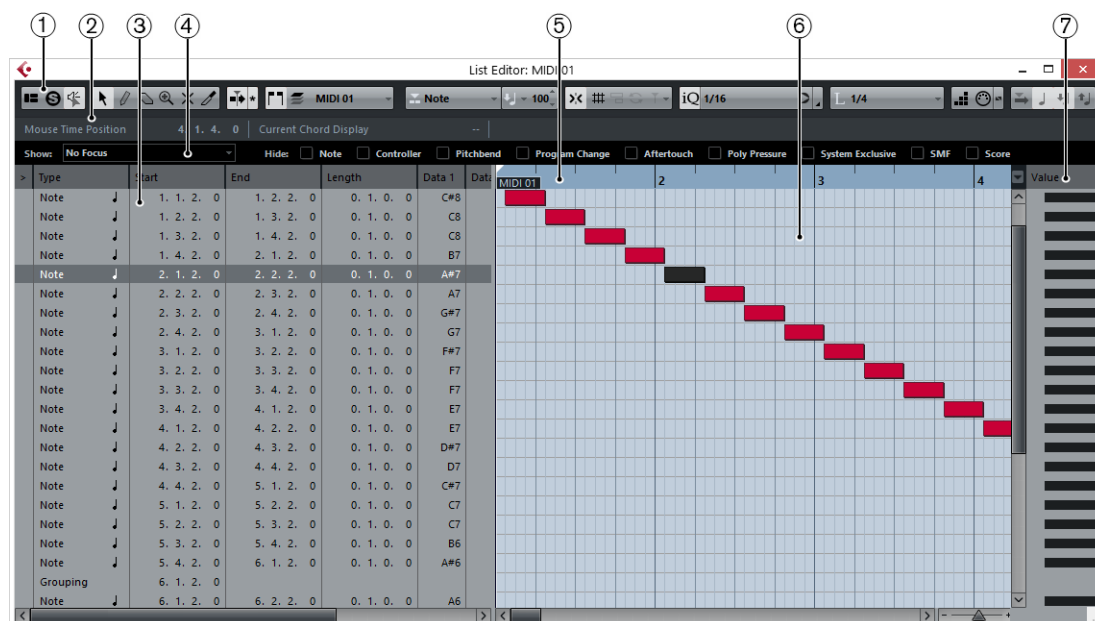 1 2 3 4 5 6 7
List Editor: MIDI 01
MIDI 01 Note 100 iQ 1/16 L 1/4
Mouse Time Position 4. 1. 4. 0 Current Chord Display --
Show: No Focus Hide: Note Controller Pitchbend Program Change Aftertouch Poly Pressure System Exclusive SMF Score
> Type Start End Length Data 1 Data MIDI 01 2 3 4 Value
Note 1. 1. 2. 0 1. 2. 2. 0 0. 1. 0. 0 C#8
Note 1. 2. 2. 0 1. 3. 2. 0 0. 1. 0. 0 C8
Note 1. 3. 2. 0 1. 4. 2. 0 0. 1. 0. 0 C8
Note 1. 4. 2. 0 2. 1. 2. 0 0. 1. 0. 0 B7
Note 2. 1. 2. 0 2. 2. 2. 0 0. 1. 0. 0 A#7
Note 2. 2. 2. 0 2. 3. 2. 0 0. 1. 0. 0 A7
Note 2. 3. 2. 0 2. 4. 2. 0 0. 1. 0. 0 G#7
Note 2. 4. 2. 0 3. 1. 2. 0 0. 1. 0. 0 G7
Note 3. 1. 2. 0 3. 2. 2. 0 0. 1. 0. 0 F#7
Note 3. 2. 2. 0 3. 3. 2. 0 0. 1. 0. 0 F7
Note 3. 3. 2. 0 3. 4. 2. 0 0. 1. 0. 0 F7
Note 3. 4. 2. 0 4. 1. 2. 0 0. 1. 0. 0 E7
Note 4. 1. 2. 0 4. 2. 2. 0 0. 1. 0. 0 E7
Note 4. 2. 2. 0 4. 3. 2. 0 0. 1. 0. 0 D#7
Note 4. 3. 2. 0 4. 4. 2. 0 0. 1. 0. 0 D7
Note 4. 4. 2. 0 5. 1. 2. 0 0. 1. 0. 0 C#7
Note 5. 1. 2. 0 5. 2. 2. 0 0. 1. 0. 0 C7
Note 5. 2. 2. 0 5. 3. 2. 0 0. 1. 0. 0 C7
Note 5. 3. 2. 0 5. 4. 2. 0 0. 1. 0. 0 B6
Note 5. 4. 2. 0 6. 1. 2. 0 0. 1. 0. 0 A#6
Grouping 6. 1. 2. 0
Note 6. 1. 2. 0 6. 2. 2. 0 0. 1. 0. 0 A6